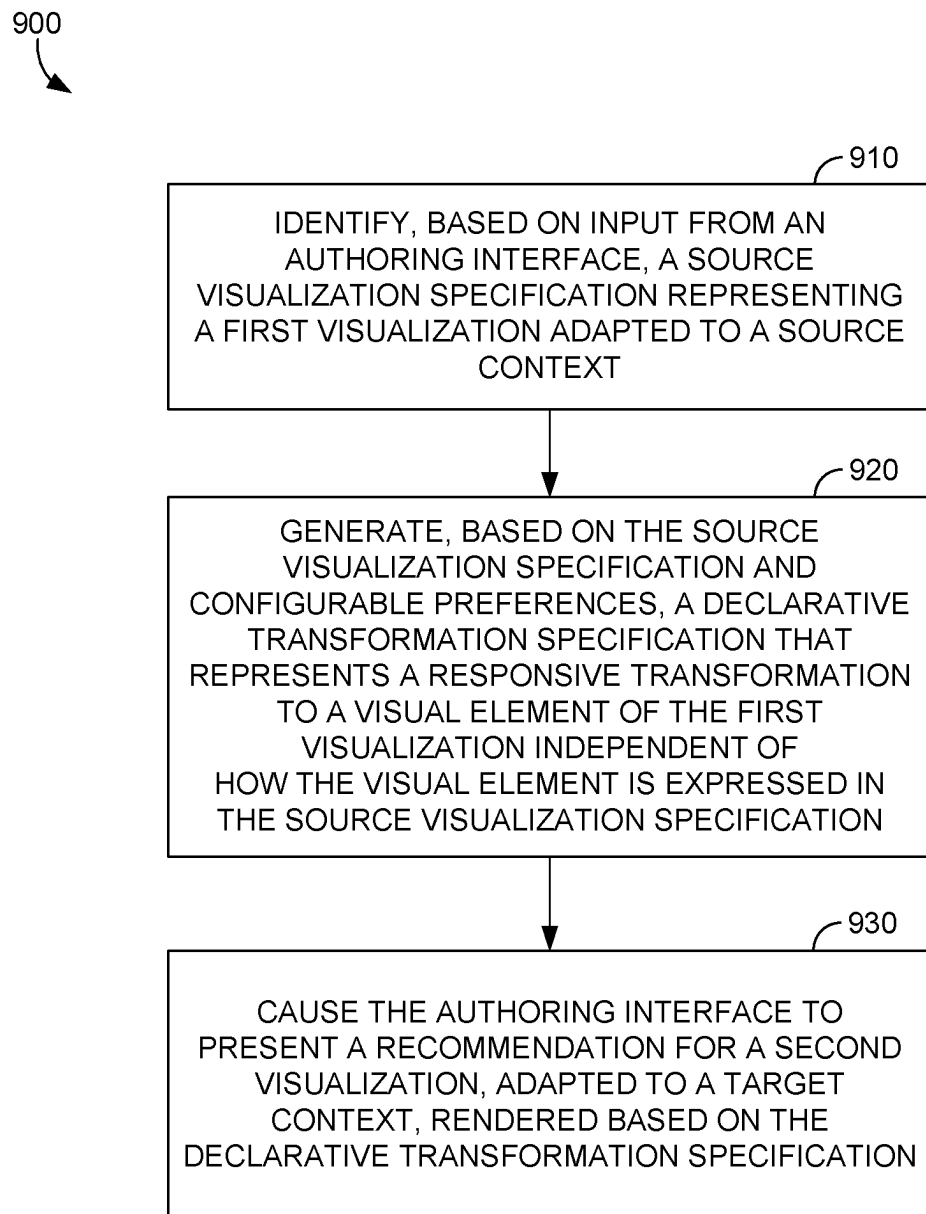 900
910
IDENTIFY, BASED ON INPUT FROM AN
AUTHORING INTERFACE, A SOURCE
VISUALIZATION SPECIFICATION REPRESENTING
A FIRST VISUALIZATION ADAPTED TO A SOURCE
CONTEXT
920
GENERATE, BASED ON THE SOURCE
VISUALIZATION SPECIFICATION AND
CONFIGURABLE PREFERENCES, A DECLARATIVE
TRANSFORMATION SPECIFICATION THAT
REPRESENTS A RESPONSIVE TRANSFORMATION
TO A VISUAL ELEMENT OF THE FIRST
VISUALIZATION INDEPENDENT OF
HOW THE VISUAL ELEMENT IS EXPRESSED IN
THE SOURCE VISUALIZATION SPECIFICATION
930
CAUSE THE AUTHORING INTERFACE TO
PRESENT A RECOMMENDATION FOR A SECOND
VISUALIZATION, ADAPTED TO A TARGET
CONTEXT, RENDERED BASED ON THE
DECLARATIVE TRANSFORMATION SPECIFICATION